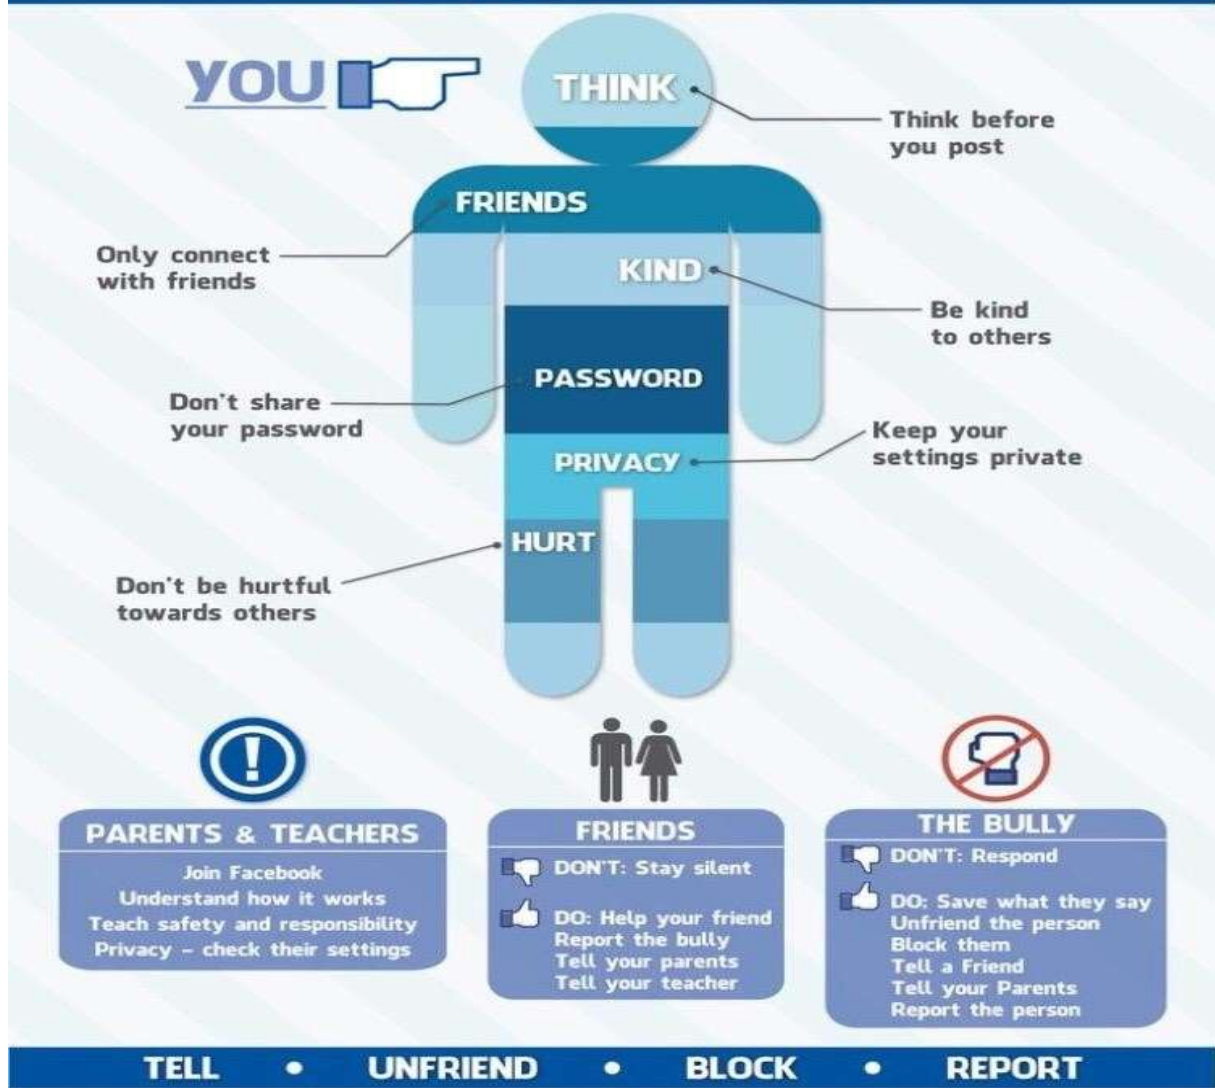 YOU
THINK
Think before
you post
FRIENDS
Only connect
with friends
KIND
Be kind
to others
PASSWORD
Don't share
your password
PRIVACY
Keep your
settings private
HURT
Don't be hurtful
towards others
PARENTS & TEACHERS
Join Facebook
Understand how it works
Teach safety and responsibility
Privacy – check their settings
FRIENDS
DON'T: Stay silent
DO: Help your friend
Report the bully
Tell your parents
Tell your teacher
THE BULLY
DON'T: Respond
DO: Save what they say
Unfriend the person
Block them
Tell a Friend
Tell your Parents
Report the person
TELL • UNFRIEND • BLOCK • REPORT